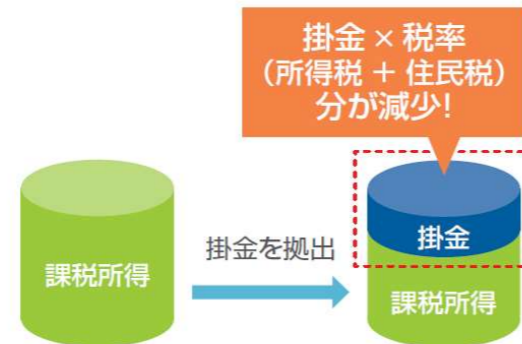 掛金 × 税率
（所得税 + 住民税）
分が減少!
課税所得
掛金を拠出
掛金
課税所得